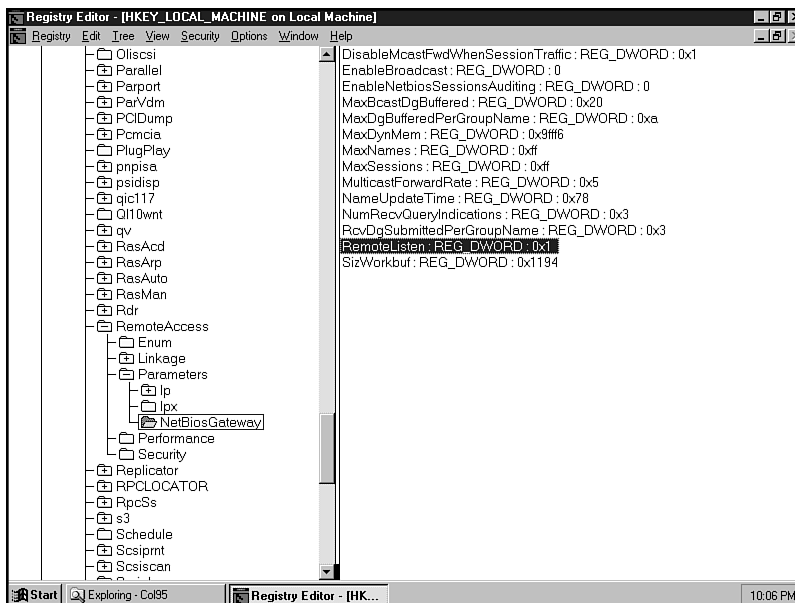 Registry Editor - [HKEY_LOCAL_MACHINE on Local Machine]
Registry Edit Tree View Security Options Window Help
Oliscsi
Parallel
Parport
ParVdm
PCIDump
Pcmcia
PlugPlay
pnpisa
psidisp
qic117
Ql10wnt
qv
RasAcd
RasArp
RasAuto
RasMan
Rdr
RemoteAccess
Enum
Linkage
Parameters
Ip
Ipx
NetBiosGateway
Performance
Security
Replicator
RPCLOCATOR
RpcSs
s3
Schedule
Scsiprnt
Scsiscan
DisableMcastFwdWhenSessionTraffic : REG_DWORD : 0x1
EnableBroadcast : REG_DWORD : 0
EnableNetbiosSessionsAuditing : REG_DWORD : 0
MaxBcastDgBuffered : REG_DWORD : 0x20
MaxDgBufferedPerGroupName : REG_DWORD : 0xa
MaxDynMem : REG_DWORD : 0x9fff6
MaxNames : REG_DWORD : 0xff
MaxSessions : REG_DWORD : 0xff
MulticastForwardRate : REG_DWORD : 0x5
NameUpdateTime : REG_DWORD : 0x78
NumRecvQueryIndications : REG_DWORD : 0x3
RcvDgSubmittedPerGroupName : REG_DWORD : 0x3
RemoteListen : REG_DWORD : 0x1
SizWorkbuf : REG_DWORD : 0x1194
Start Exploring - Col95 Registry Editor - [HK... 10:06 PM